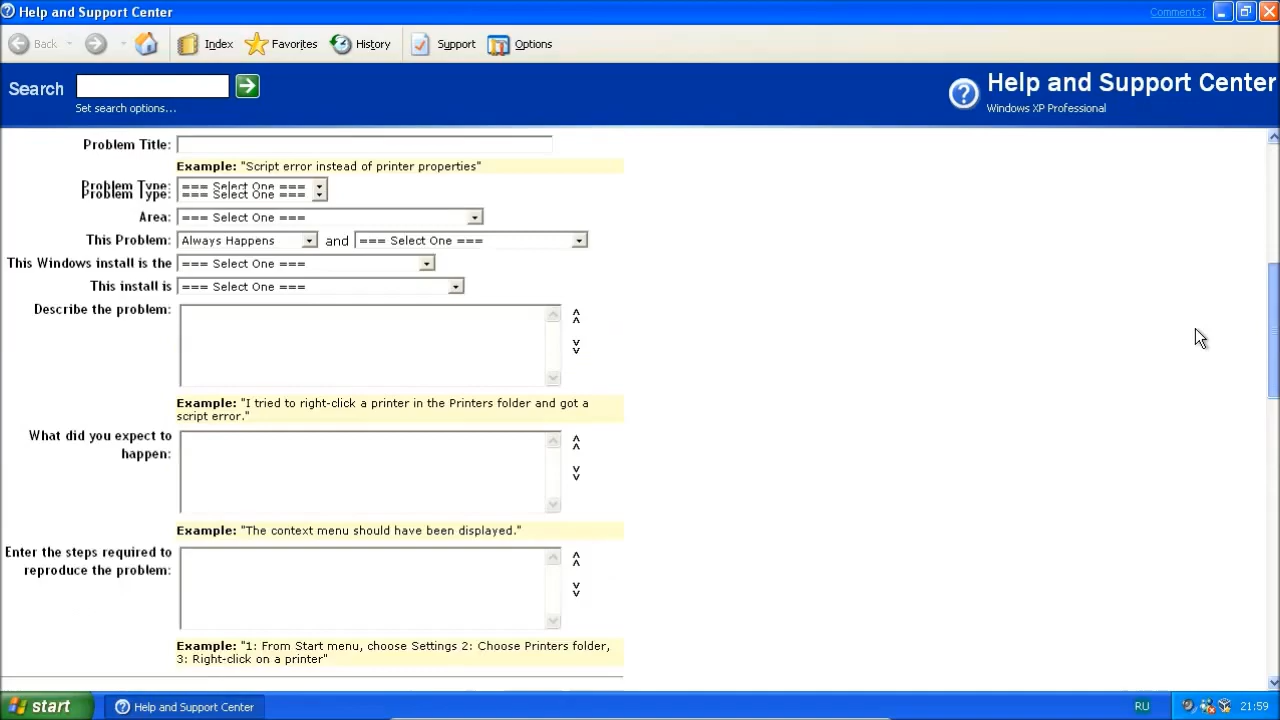 Help and Support Center
Comments?
Back
Index
Favorites
History
Support
Options
Search
Set search options...
Help and Support Center
Windows XP Professional
Problem Title:
Example: "Script error instead of printer properties"
Problem Type: === Select One ===
Problem Type: === Select One ===
Area: === Select One ===
This Problem: Always Happens and === Select One ===
This Windows install is the === Select One ===
This install is === Select One ===
Describe the problem:
Example: "I tried to right-click a printer in the Printers folder and got a
script error."
What did you expect to
happen:
Example: "The context menu should have been displayed."
Enter the steps required to
reproduce the problem:
Example: "1: From Start menu, choose Settings 2: Choose Printers folder,
3: Right-click on a printer"
start
Help and Support Center
RU
21:59